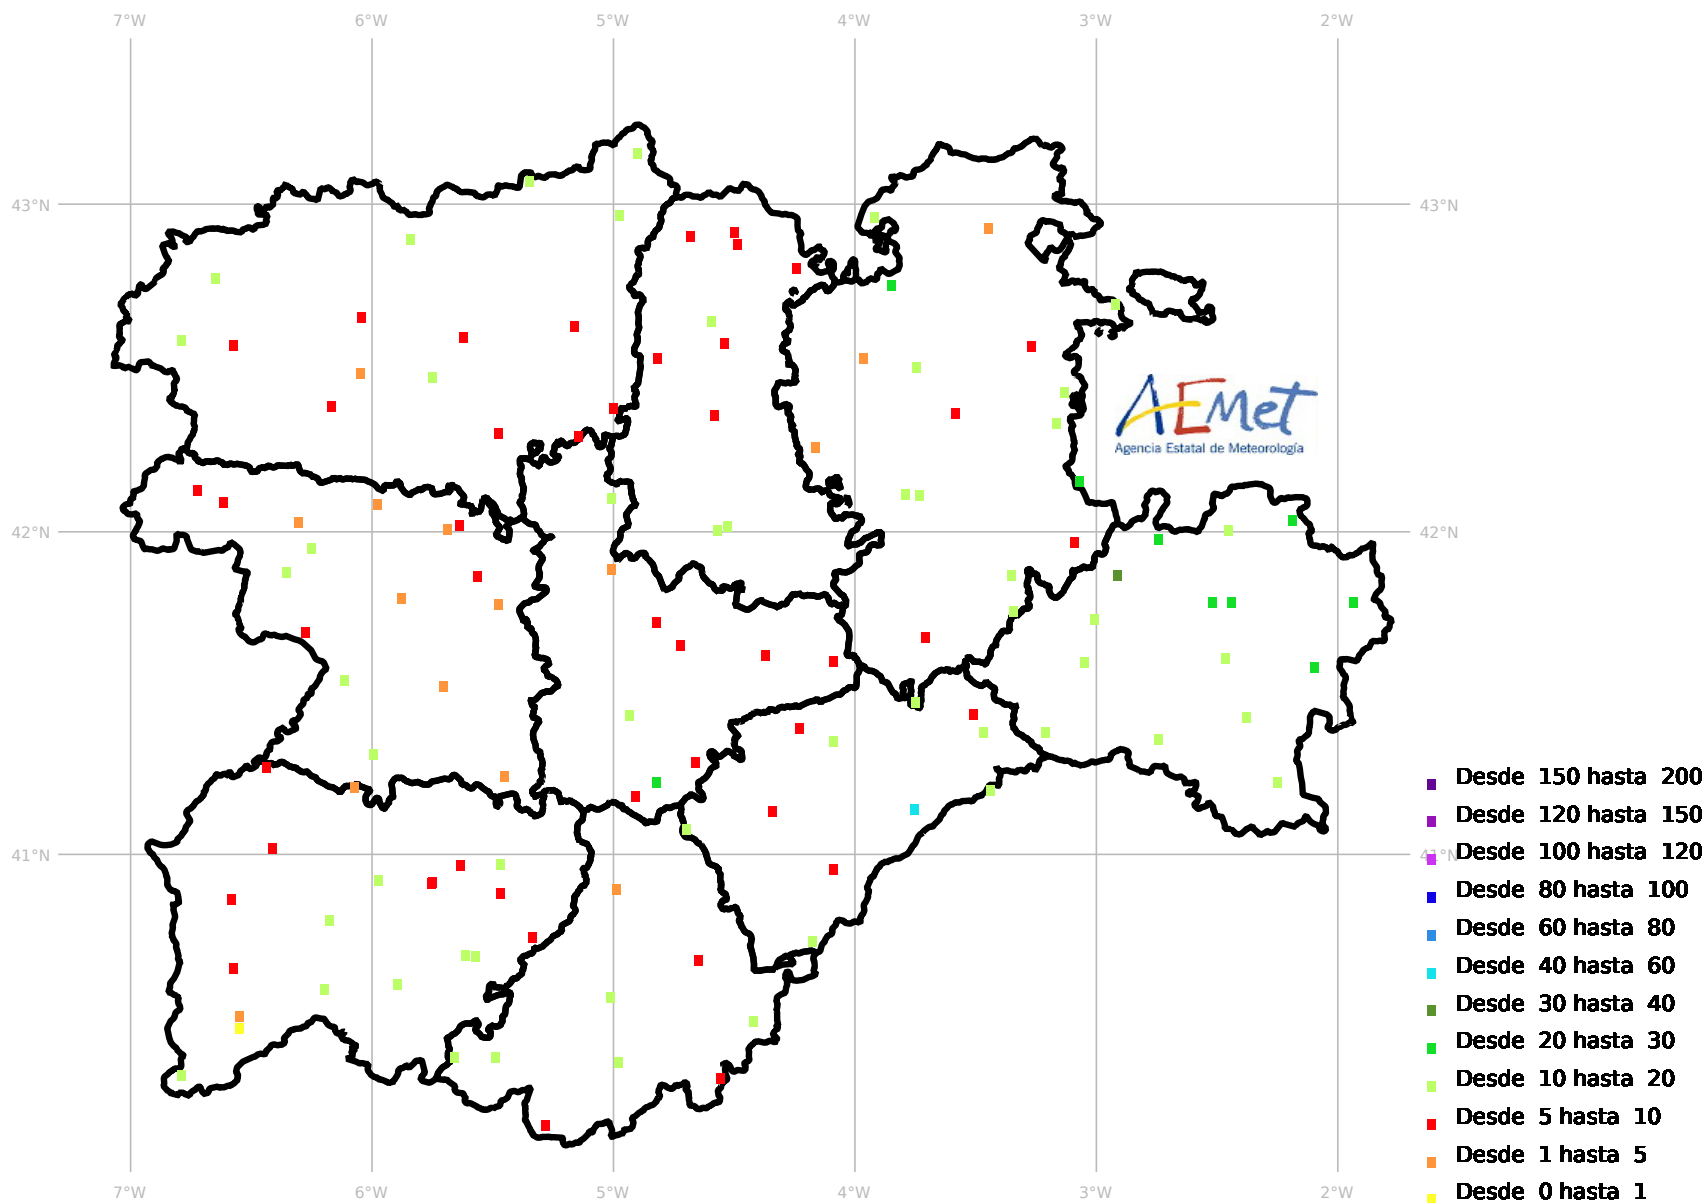 7°W 6°W 5°W 4°W 3°W 2°W
43°N 43°N
AEMet
Agencia Estatal de Meteorología
42°N 42°N
Desde 150 hasta 200
Desde 120 hasta 150
41°N 41°N
Desde 100 hasta 120
Desde 80 hasta 100
Desde 60 hasta 80
Desde 40 hasta 60
Desde 30 hasta 40
Desde 20 hasta 30
Desde 10 hasta 20
Desde 5 hasta 10
Desde 1 hasta 5
Desde 0 hasta 1
7°W 6°W 5°W 4°W 3°W 2°W